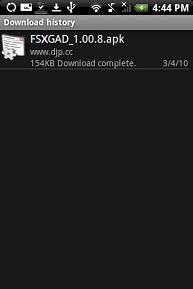 4:44 PM
Download history
FSXGAD_1.00.8.apk
www.djp.cc
154KB Download complete. 3/4/10